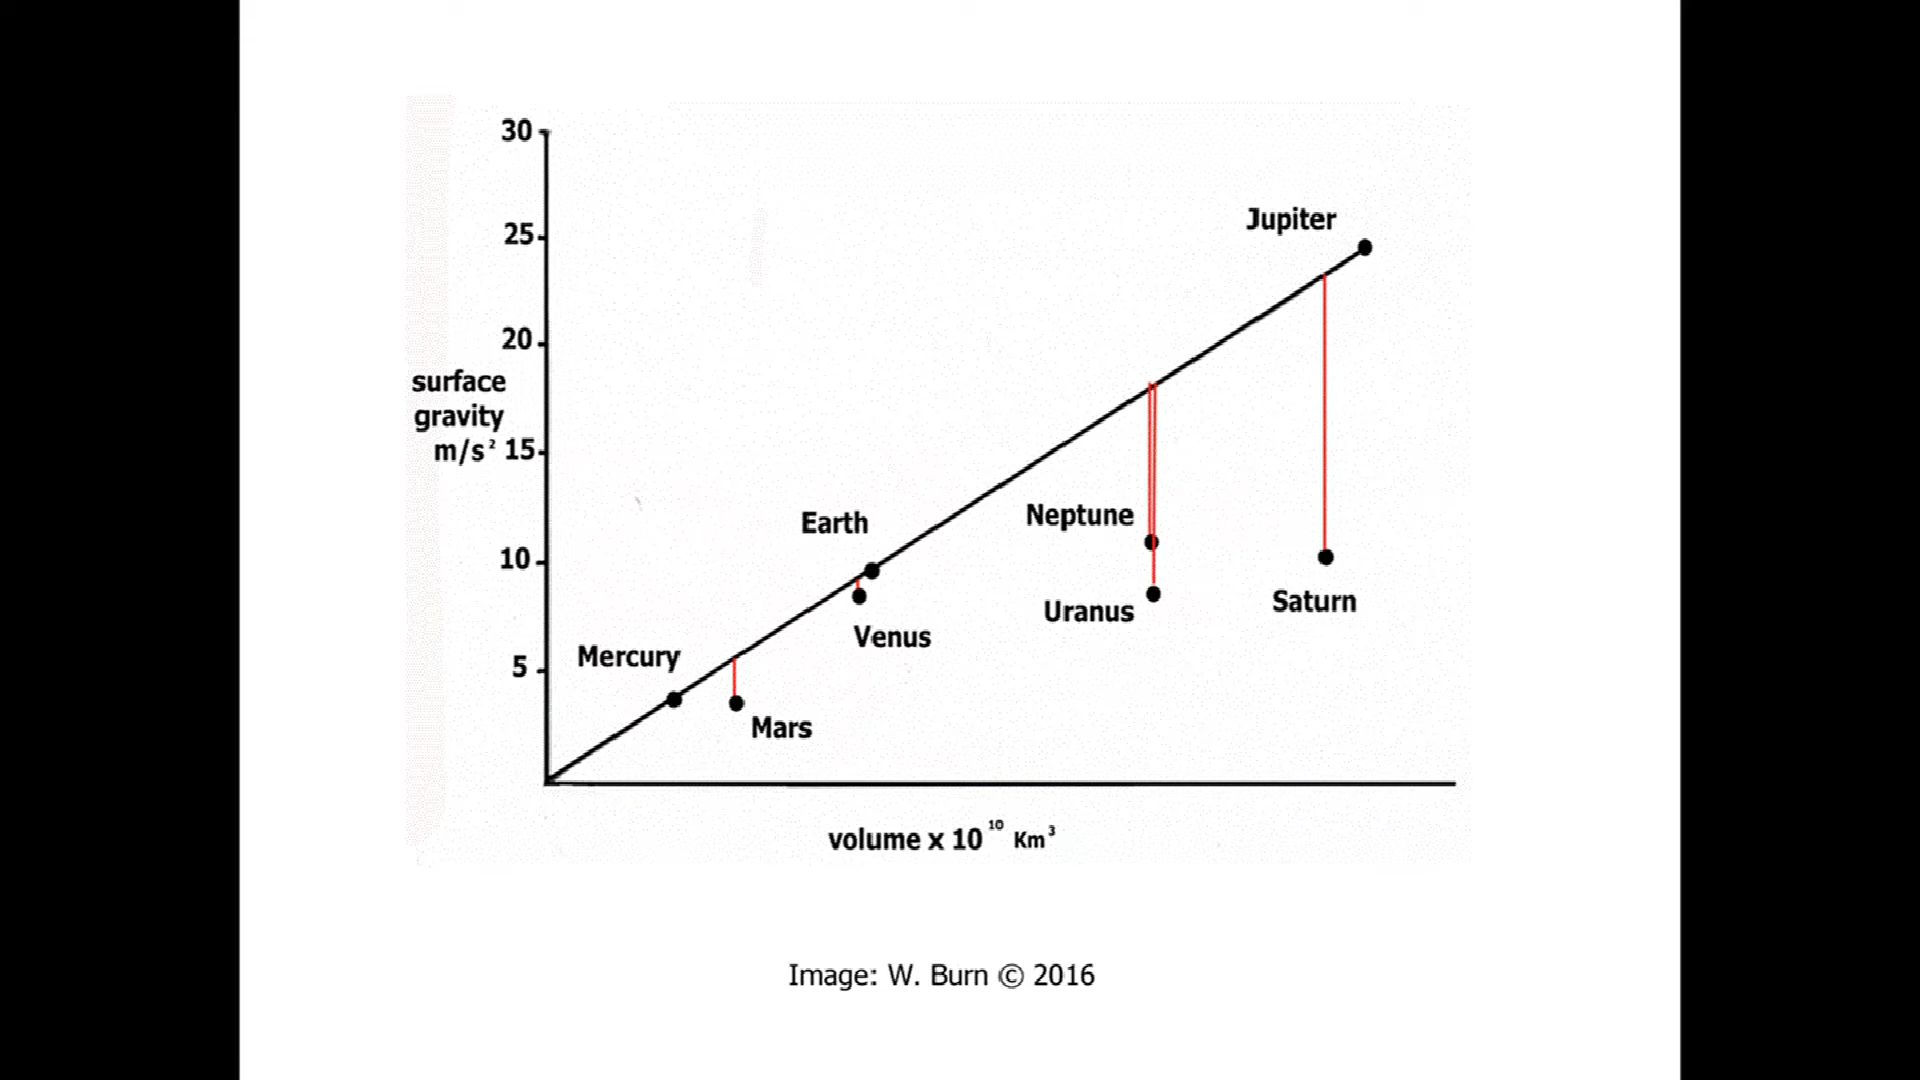 30
Jupiter
25
20
surface
gravity
m/s² 15
Earth
Neptune
10
Uranus
Saturn
Venus
Mercury
5
Mars
volume x 10¹⁰ Km³
Image: W. Burn © 2016